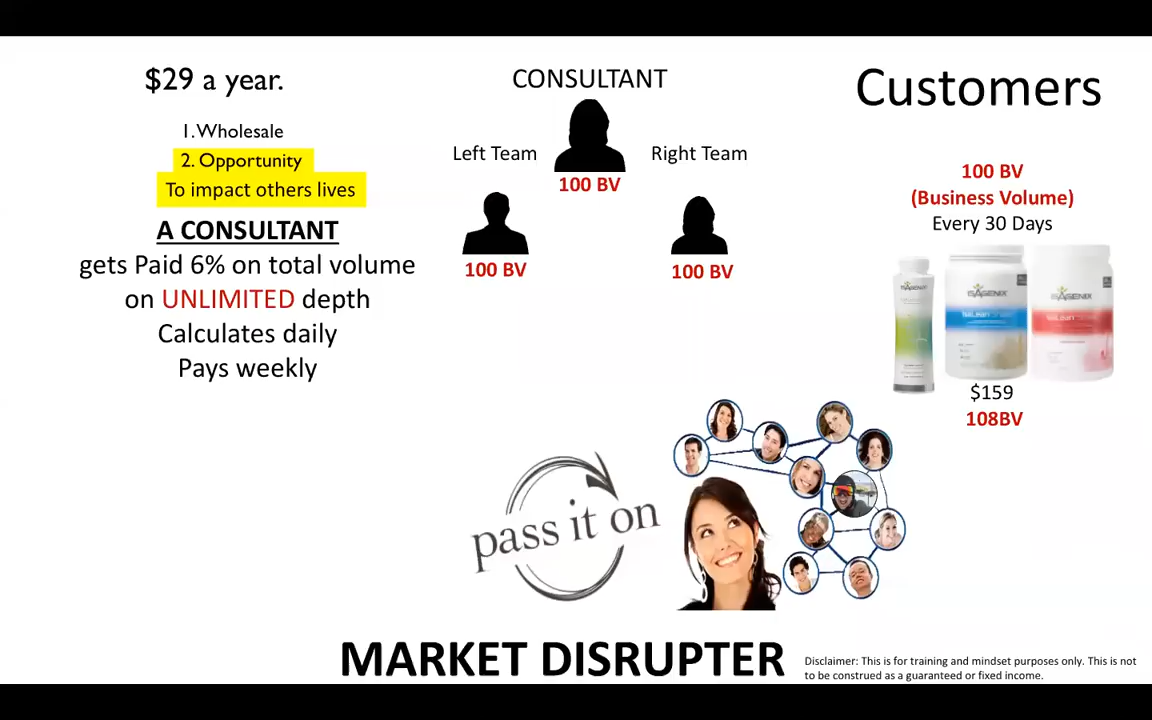 $29 a year.
1. Wholesale
2. Opportunity
To impact others lives
A CONSULTANT
gets Paid 6% on total volume
on UNLIMITED depth
Calculates daily
Pays weekly
CONSULTANT
Left Team
Right Team
100 BV
100 BV
100 BV
Customers
100 BV
(Business Volume)
Every 30 Days
ISAGENIX
ISAGENIX
ISAGENIX
$159
108BV
pass it on
MARKET DISRUPTER
Disclaimer: This is for training and mindset purposes only. This is not
to be construed as a guaranteed or fixed income.